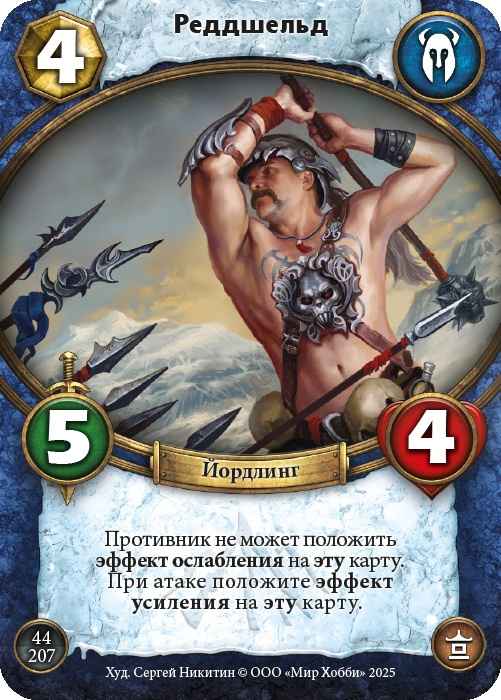 Реддшельд
4
5
4
Йордлинг
Противник не может положить
эффект ослабления на эту карту.
При атаке положите эффект
усиления на эту карту.
44
207
Худ. Сергей Никитин © ООО «Мир Хобби» 2025